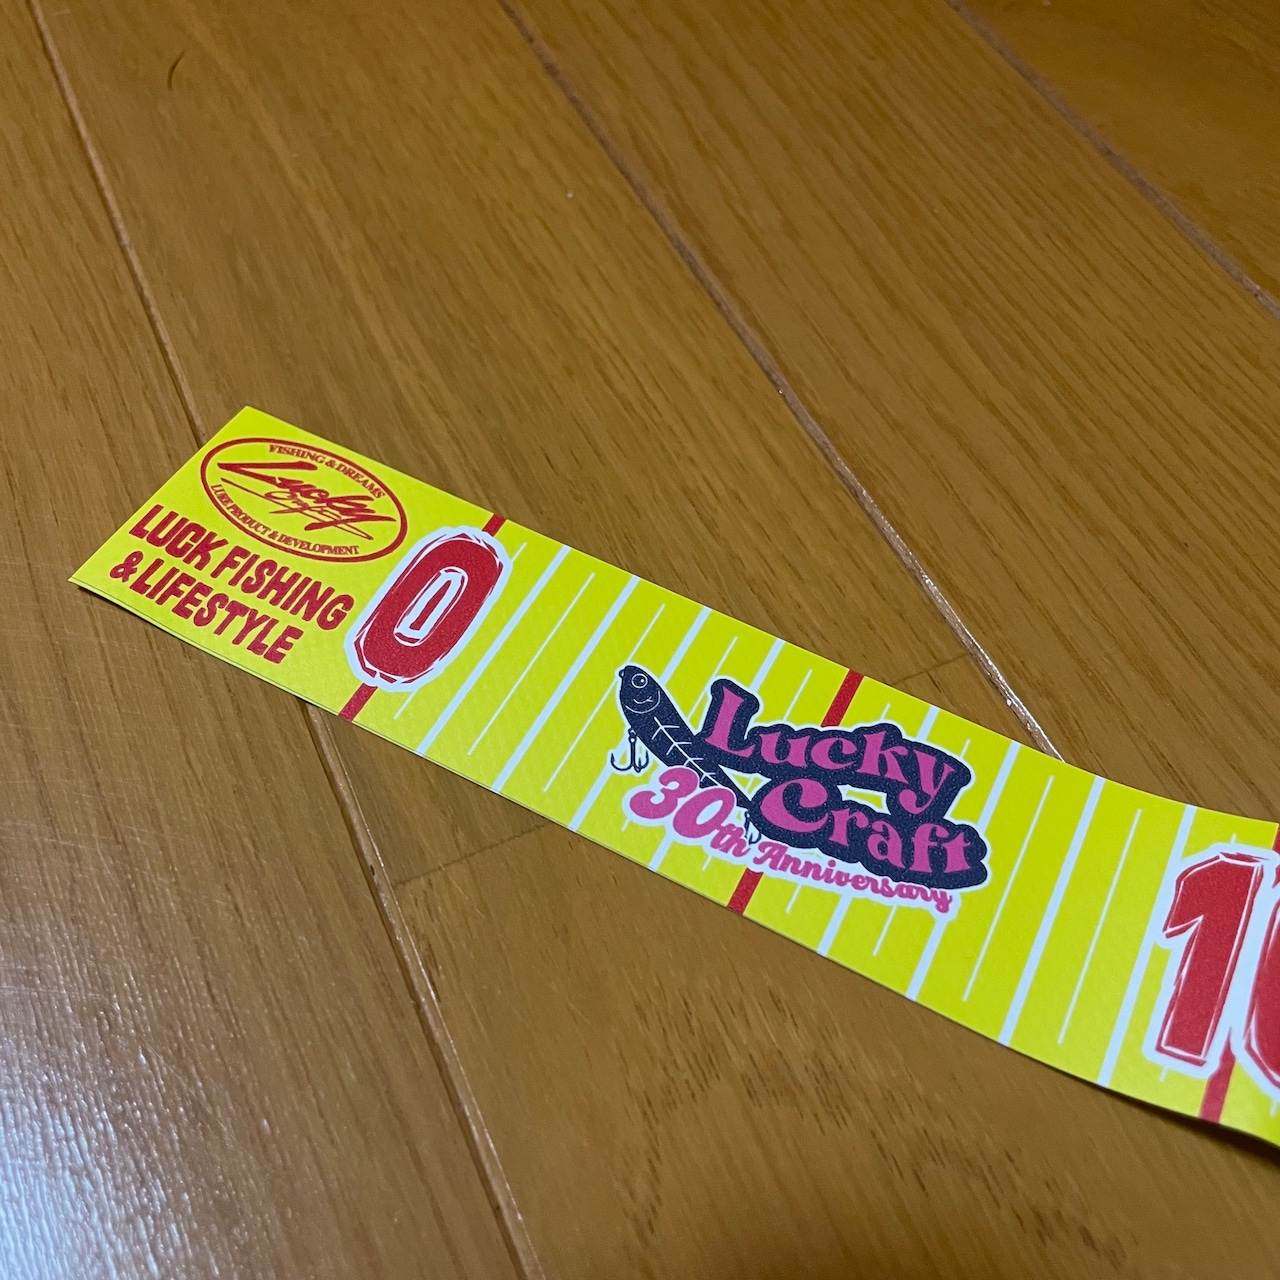 FISHING & DREAMS
Lucky
Craft
LURE PRODUCT & DEVELOPMENT
LUCK FISHING
& LIFESTYLE
0
Lucky
Craft
30th Anniversary
1